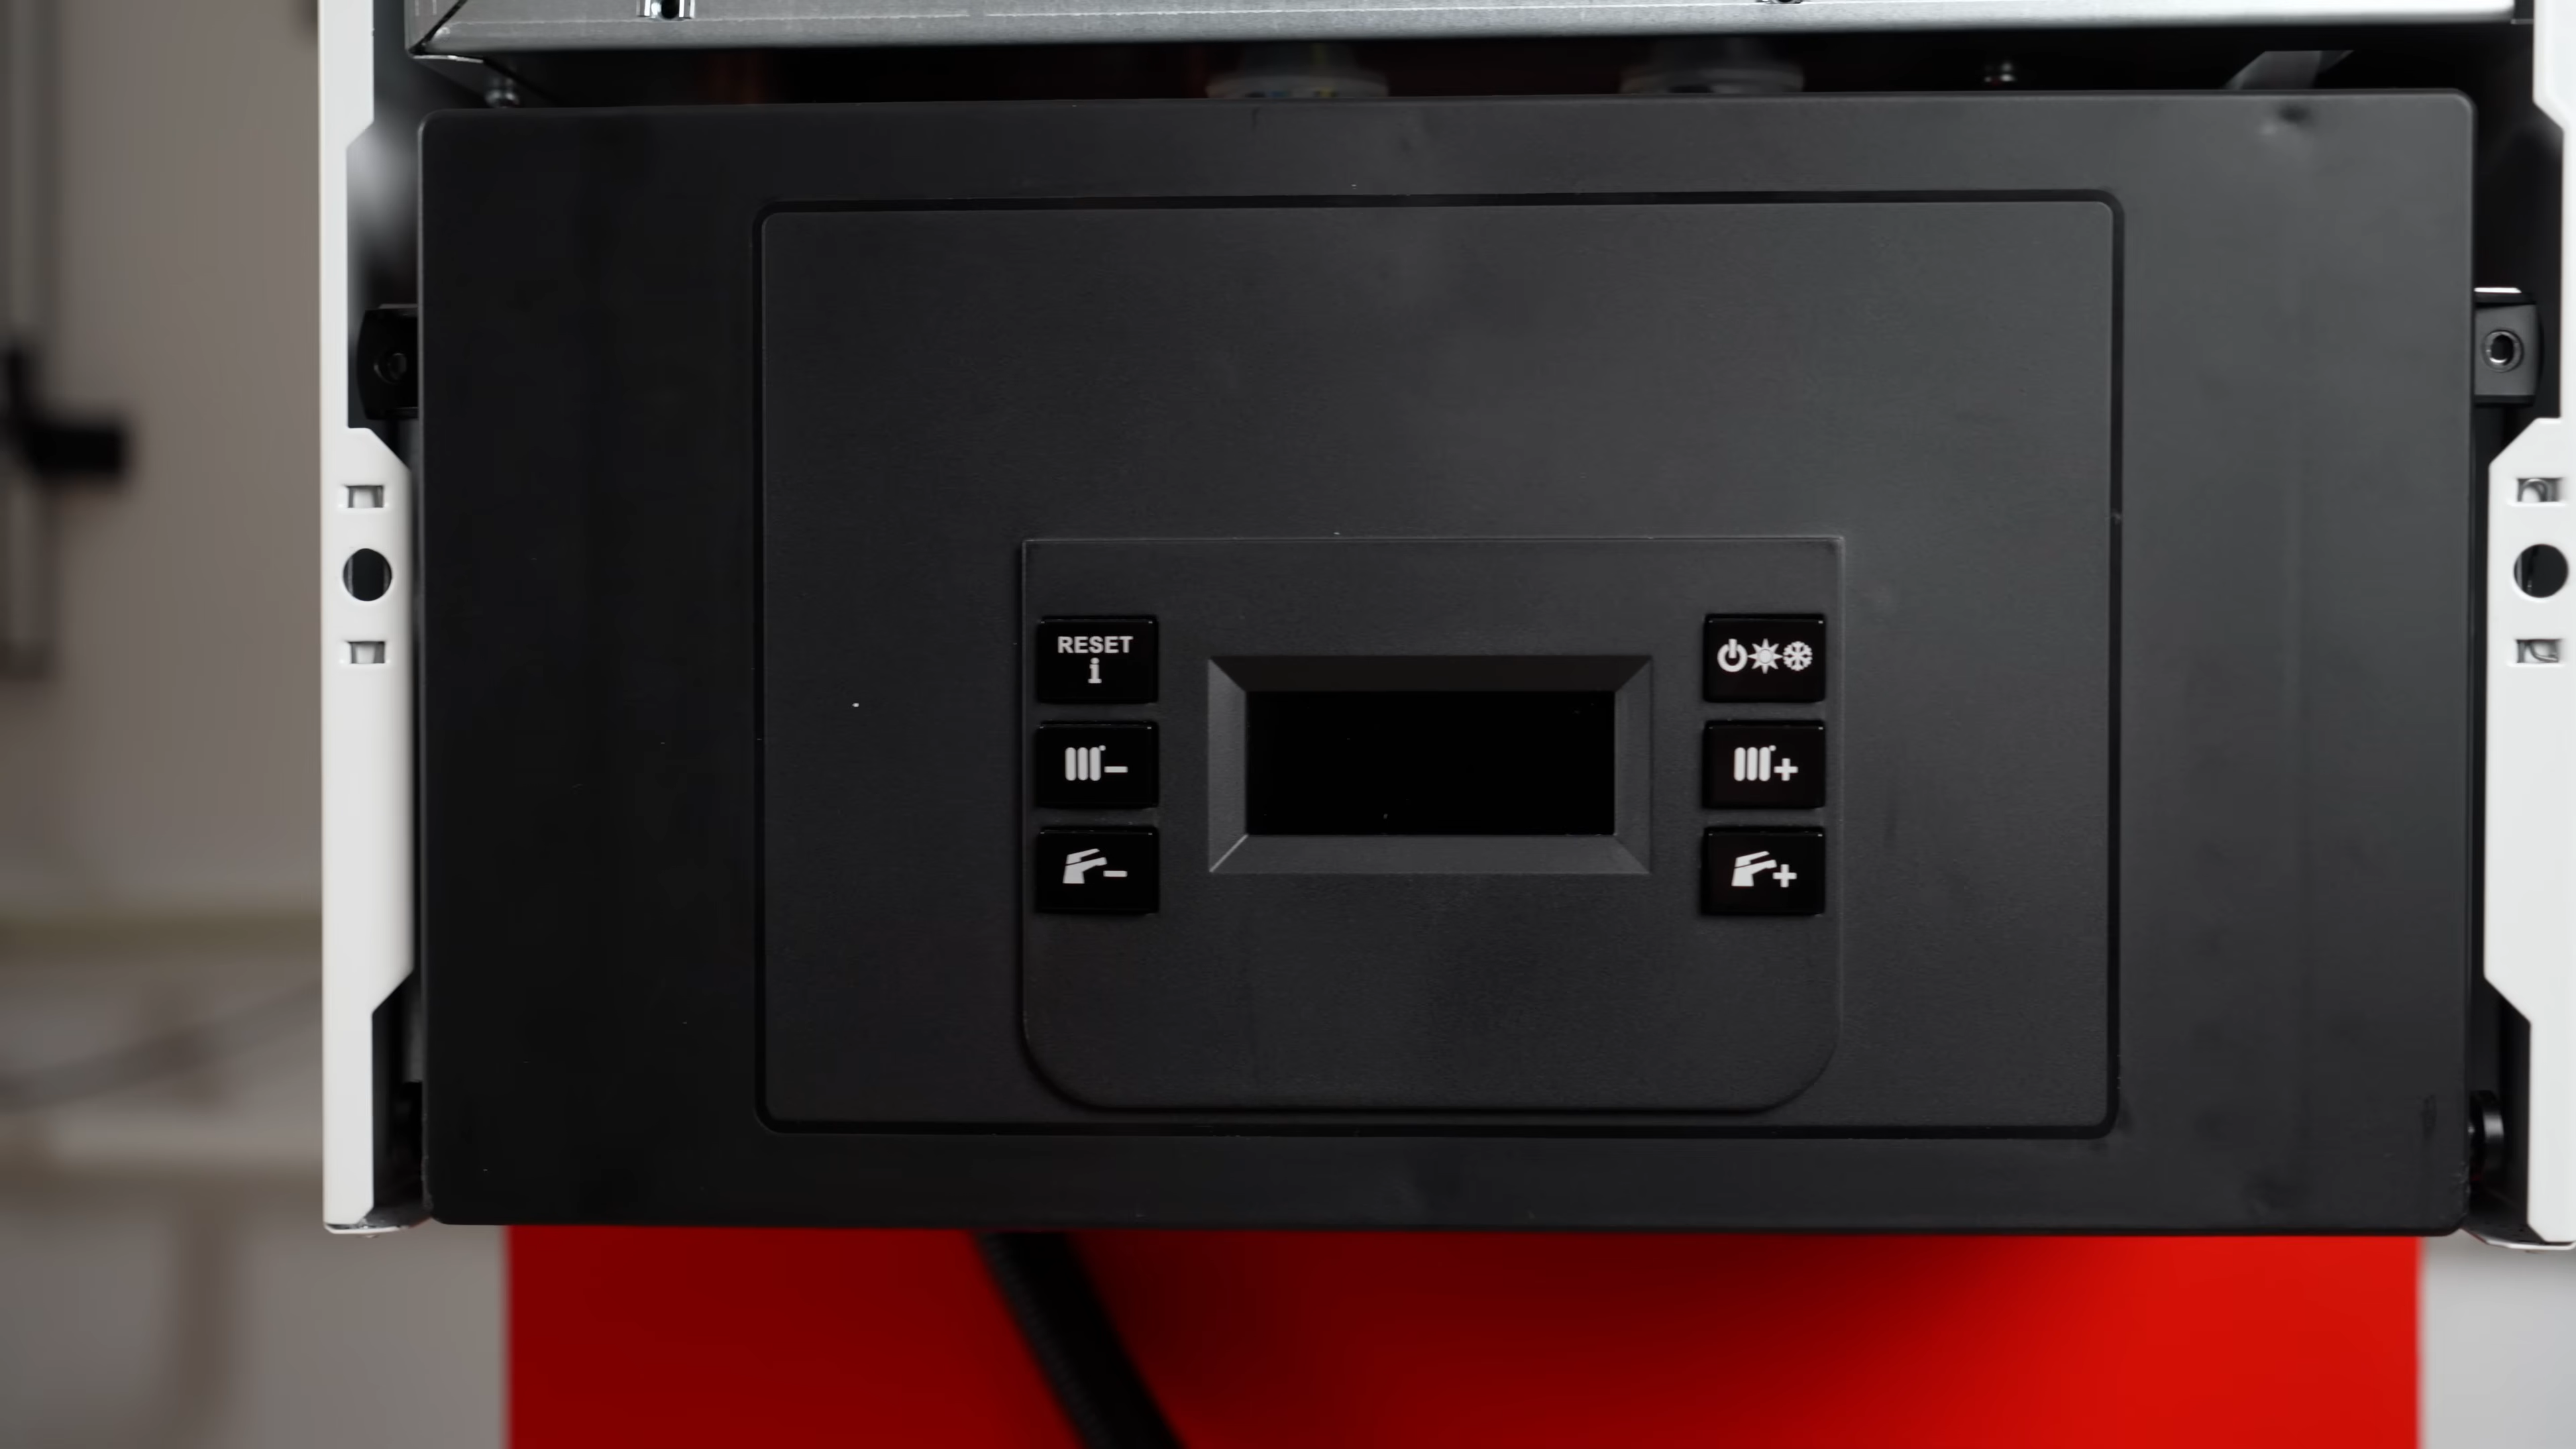 RESET
i
-
+
-
+